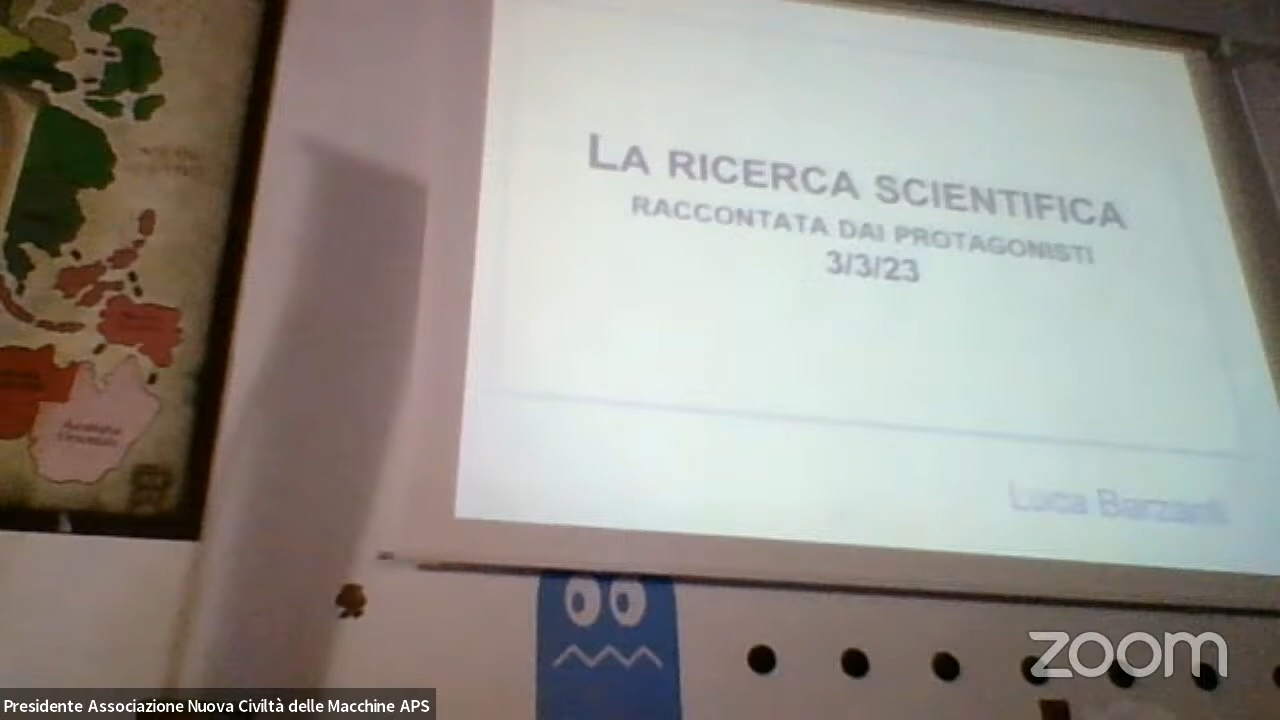 LA RICERCA SCIENTIFICA
RACCONTATA DAI PROTAGONISTI
3/3/23
Luca Barzanti
zoom
Presidente Associazione Nuova Civiltà delle Macchine APS